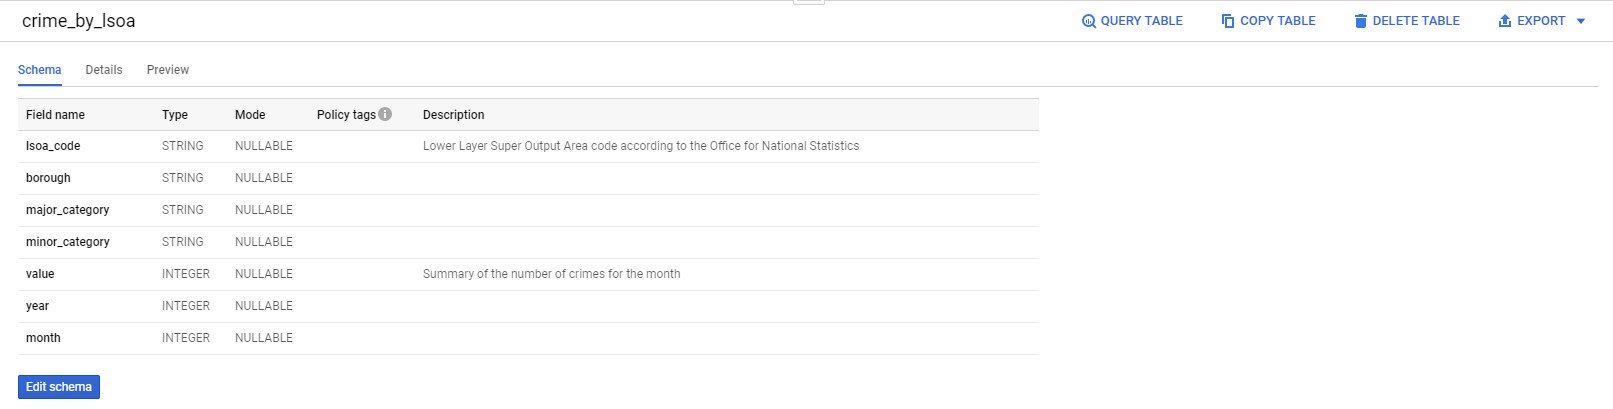 crime_by_lsoa QUERY TABLE COPY TABLE DELETE TABLE EXPORT
Schema Details Preview
Field name Type Mode Policy tags Description
lsoa_code STRING NULLABLE Lower Layer Super Output Area code according to the Office for National Statistics
borough STRING NULLABLE
major_category STRING NULLABLE
minor_category STRING NULLABLE
value INTEGER NULLABLE Summary of the number of crimes for the month
year INTEGER NULLABLE
month INTEGER NULLABLE
Edit schema